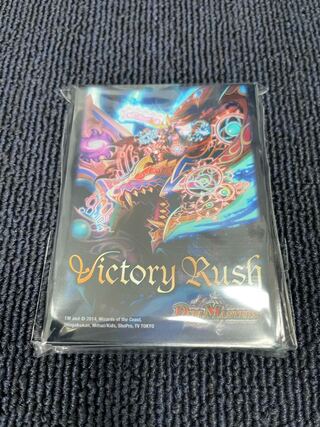 Victory Rush
DUEL MASTERS
TM and © 2014, Wizards of the Coast,
Shogakukan, Mitsui/Kids, ShoPro, TV TOKYO